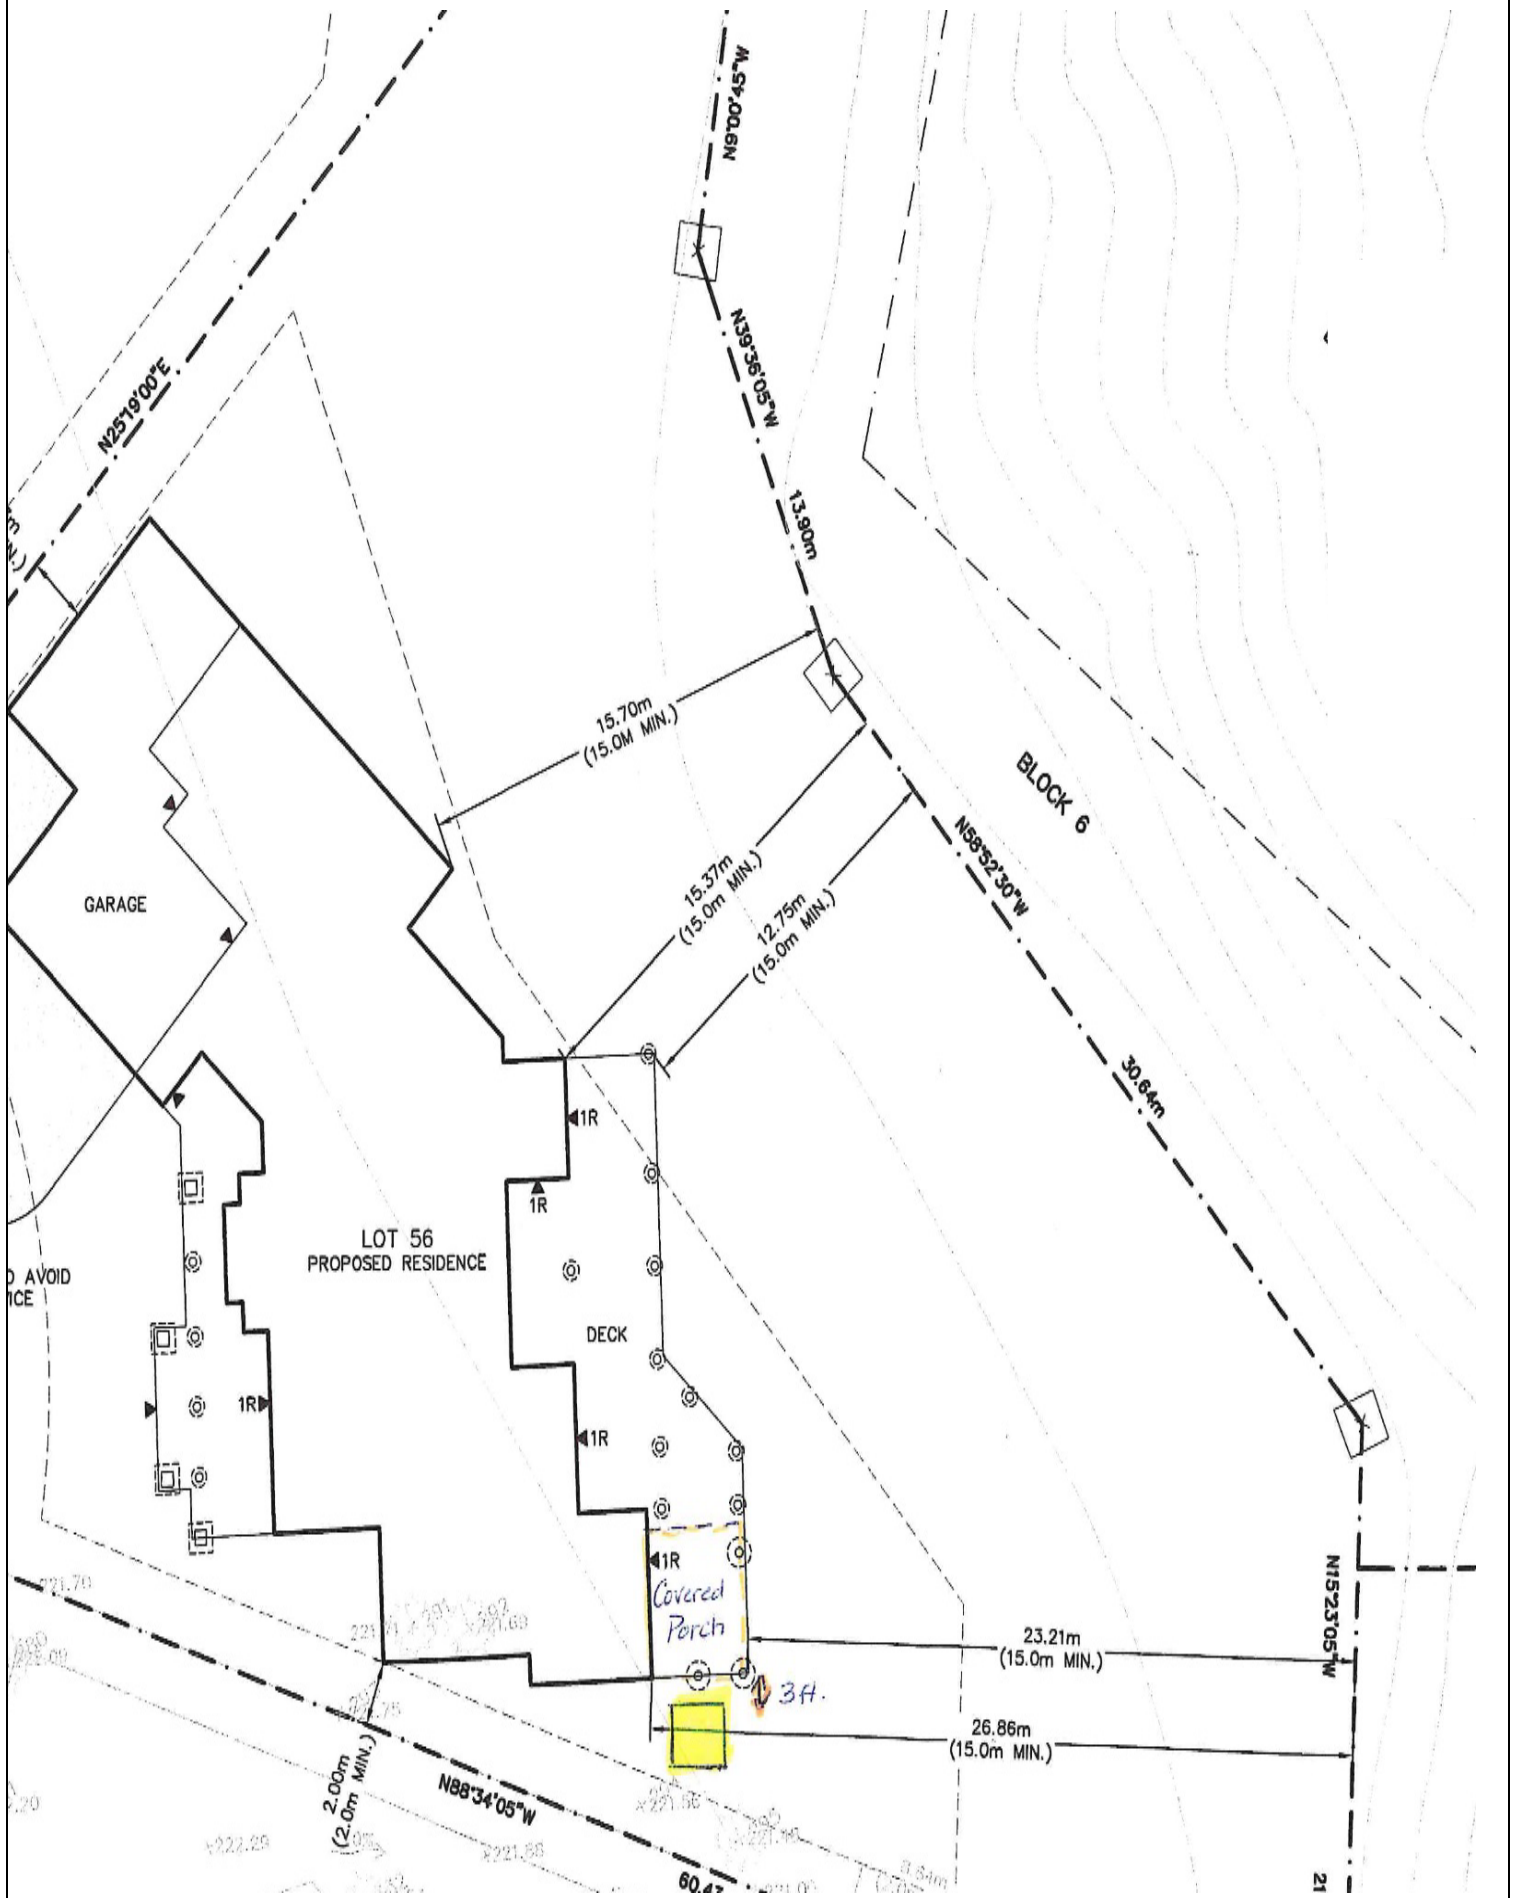 N9°00'45"W
N39°36'05"W
N25°19'00"E
13.90m
15.70m
(15.0M MIN.)
BLOCK 6
15.37m
(15.0m MIN.)
12.75m
(15.0m MIN.)
N58°52'30"W
GARAGE
30.64m
1R
1R
LOT 56
PROPOSED RESIDENCE
AVOID
DECK
1R
1R
1R
Covered
Porch
N15°23'05"W
23.21m
(15.0m MIN.)
3ft.
26.86m
(15.0m MIN.)
2.00m
(2.0m MIN.)
N88°34'05"W
221.70
221.69
221.56
222.29
221.88
60.47
21